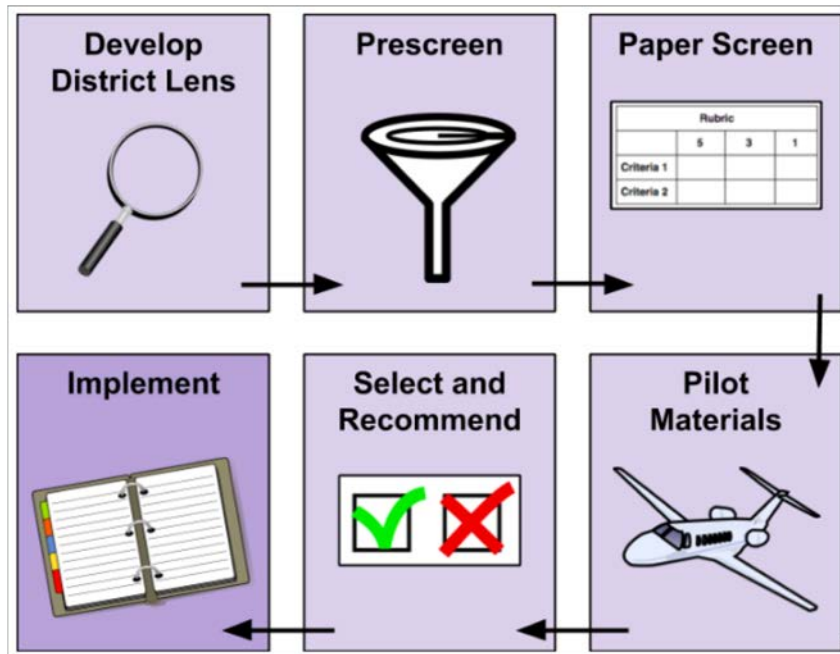 Develop
District Lens
Prescreen
Paper Screen
Rubric
5 3 1
Criteria 1
Criteria 2
Implement
Select and
Recommend
Pilot
Materials